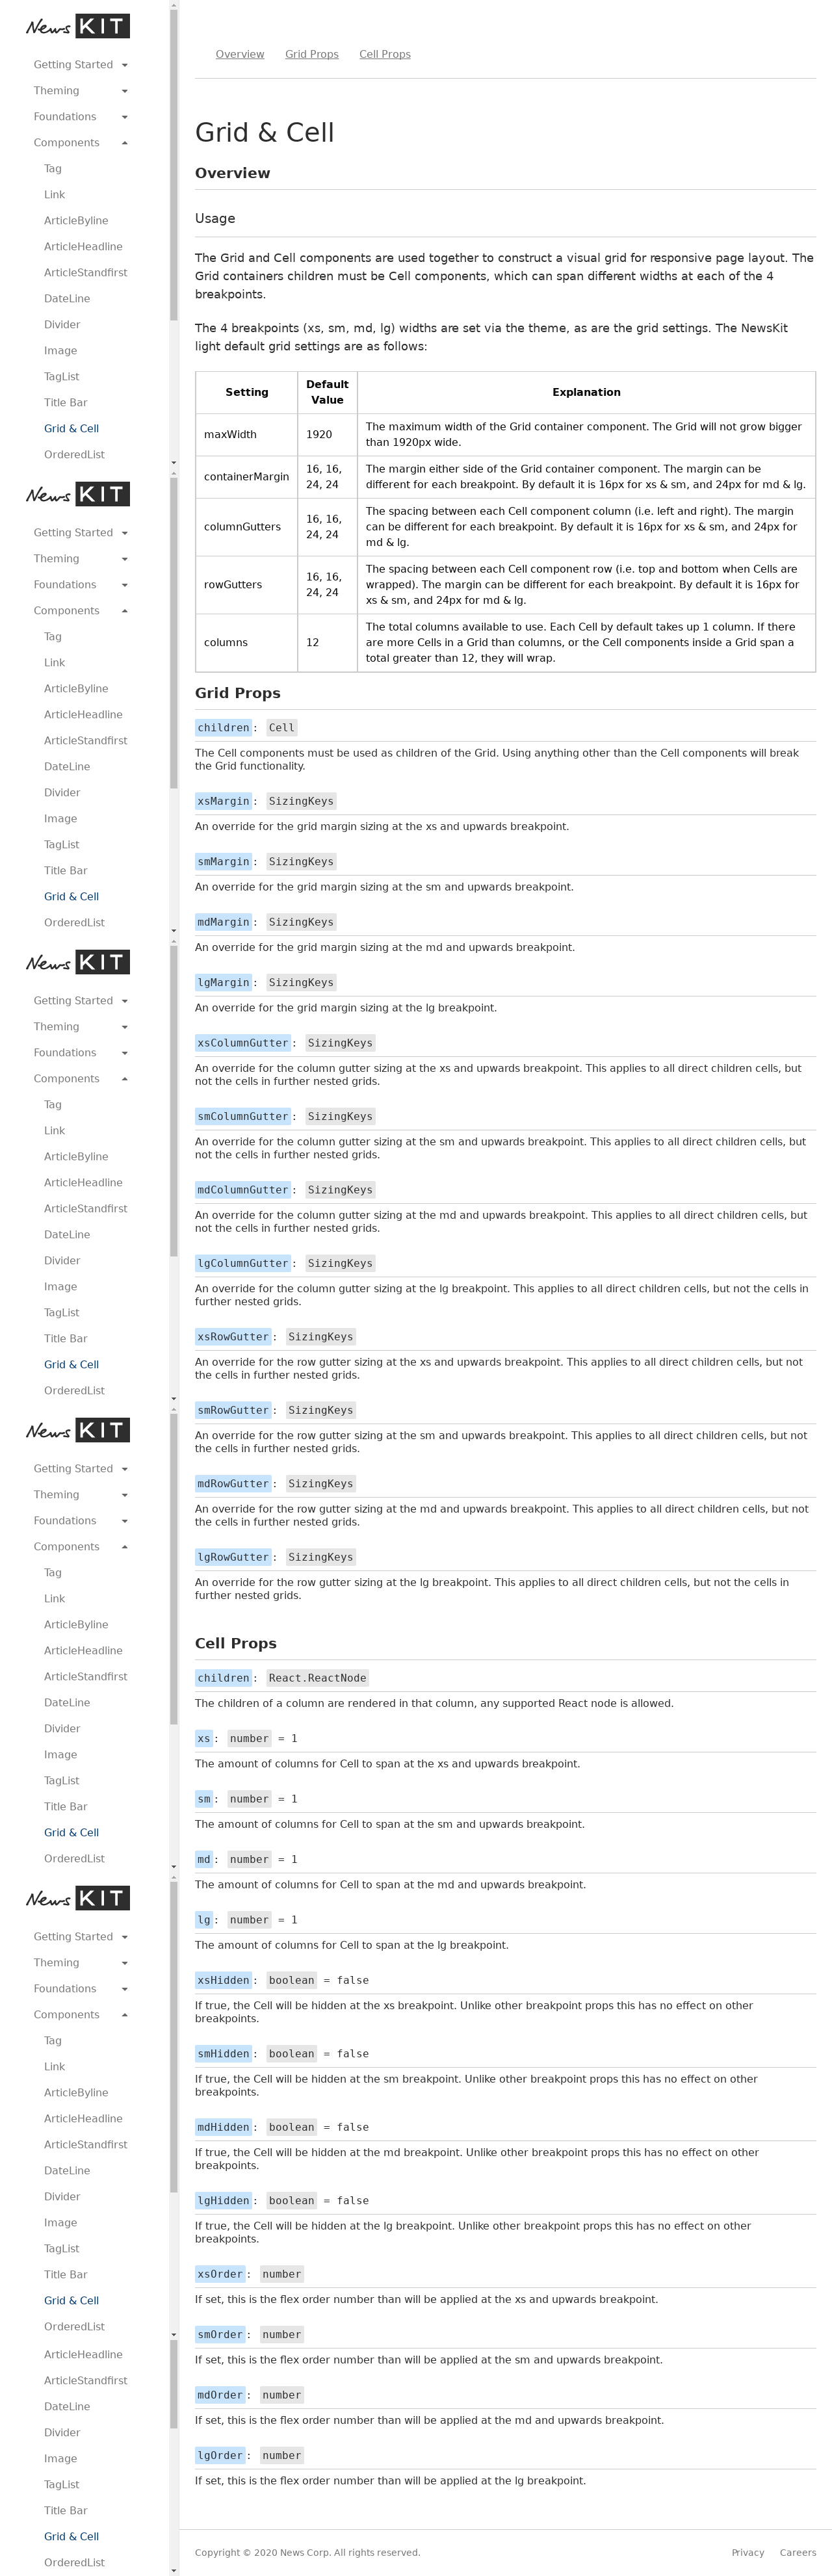 News KIT
Getting Started
Theming
Foundations
Components
Tag
Link
ArticleByline
ArticleHeadline
ArticleStandfirst
DateLine
Divider
Image
TagList
Title Bar
Grid & Cell
OrderedList
News KIT
Getting Started
Theming
Foundations
Components
Tag
Link
ArticleByline
ArticleHeadline
ArticleStandfirst
DateLine
Divider
Image
TagList
Title Bar
Grid & Cell
OrderedList
News KIT
Getting Started
Theming
Foundations
Components
Tag
Link
ArticleByline
ArticleHeadline
ArticleStandfirst
DateLine
Divider
Image
TagList
Title Bar
Grid & Cell
OrderedList
News KIT
Getting Started
Theming
Foundations
Components
Tag
Link
ArticleByline
ArticleHeadline
ArticleStandfirst
DateLine
Divider
Image
TagList
Title Bar
Grid & Cell
OrderedList
News KIT
Getting Started
Theming
Foundations
Components
Tag
Link
ArticleByline
ArticleHeadline
ArticleStandfirst
DateLine
Divider
Image
TagList
Title Bar
Grid & Cell
OrderedList
ArticleHeadline
ArticleStandfirst
DateLine
Divider
Image
TagList
Title Bar
Grid & Cell
OrderedList
Overview Grid Props Cell Props
Grid & Cell
Overview
Usage
The Grid and Cell components are used together to construct a visual grid for responsive page layout. The
Grid containers children must be Cell components, which can span different widths at each of the 4
breakpoints.
The 4 breakpoints (xs, sm, md, lg) widths are set via the theme, as are the grid settings. The NewsKit
light default grid settings are as follows:
Setting
Default
Value
Explanation
maxWidth
1920
The maximum width of the Grid container component. The Grid will not grow bigger
than 1920px wide.
containerMargin
16, 16,
24, 24
The margin either side of the Grid container component. The margin can be
different for each breakpoint. By default it is 16px for xs & sm, and 24px for md & lg.
columnGutters
16, 16,
24, 24
The spacing between each Cell component column (i.e. left and right). The margin
can be different for each breakpoint. By default it is 16px for xs & sm, and 24px for
md & lg.
rowGutters
16, 16,
24, 24
The spacing between each Cell component row (i.e. top and bottom when Cells are
wrapped). The margin can be different for each breakpoint. By default it is 16px for
xs & sm, and 24px for md & lg.
columns
12
The total columns available to use. Each Cell by default takes up 1 column. If there
are more Cells in a Grid than columns, or the Cell components inside a Grid span a
total greater than 12, they will wrap.
Grid Props
children: Cell
The Cell components must be used as children of the Grid. Using anything other than the Cell components will break
the Grid functionality.
xsMargin: SizingKeys
An override for the grid margin sizing at the xs and upwards breakpoint.
smMargin: SizingKeys
An override for the grid margin sizing at the sm and upwards breakpoint.
mdMargin: SizingKeys
An override for the grid margin sizing at the md and upwards breakpoint.
lgMargin: SizingKeys
An override for the grid margin sizing at the lg breakpoint.
xsColumnGutter: SizingKeys
An override for the column gutter sizing at the xs and upwards breakpoint. This applies to all direct children cells, but
not the cells in further nested grids.
smColumnGutter: SizingKeys
An override for the column gutter sizing at the sm and upwards breakpoint. This applies to all direct children cells, but
not the cells in further nested grids.
mdColumnGutter: SizingKeys
An override for the column gutter sizing at the md and upwards breakpoint. This applies to all direct children cells, but
not the cells in further nested grids.
lgColumnGutter: SizingKeys
An override for the column gutter sizing at the lg breakpoint. This applies to all direct children cells, but not the cells in
further nested grids.
xsRowGutter: SizingKeys
An override for the row gutter sizing at the xs and upwards breakpoint. This applies to all direct children cells, but not
the cells in further nested grids.
smRowGutter: SizingKeys
An override for the row gutter sizing at the sm and upwards breakpoint. This applies to all direct children cells, but not
the cells in further nested grids.
mdRowGutter: SizingKeys
An override for the row gutter sizing at the md and upwards breakpoint. This applies to all direct children cells, but not
the cells in further nested grids.
lgRowGutter: SizingKeys
An override for the row gutter sizing at the lg breakpoint. This applies to all direct children cells, but not the cells in
further nested grids.
Cell Props
children: React.ReactNode
The children of a column are rendered in that column, any supported React node is allowed.
xs: number = 1
The amount of columns for Cell to span at the xs and upwards breakpoint.
sm: number = 1
The amount of columns for Cell to span at the sm and upwards breakpoint.
md: number = 1
The amount of columns for Cell to span at the md and upwards breakpoint.
lg: number = 1
The amount of columns for Cell to span at the lg breakpoint.
xsHidden: boolean = false
If true, the Cell will be hidden at the xs breakpoint. Unlike other breakpoint props this has no effect on other
breakpoints.
smHidden: boolean = false
If true, the Cell will be hidden at the sm breakpoint. Unlike other breakpoint props this has no effect on other
breakpoints.
mdHidden: boolean = false
If true, the Cell will be hidden at the md breakpoint. Unlike other breakpoint props this has no effect on other
breakpoints.
lgHidden: boolean = false
If true, the Cell will be hidden at the lg breakpoint. Unlike other breakpoint props this has no effect on other
breakpoints.
xsOrder: number
If set, this is the flex order number than will be applied at the xs and upwards breakpoint.
smOrder: number
If set, this is the flex order number than will be applied at the sm and upwards breakpoint.
mdOrder: number
If set, this is the flex order number than will be applied at the md and upwards breakpoint.
lgOrder: number
If set, this is the flex order number than will be applied at the lg breakpoint.
Copyright © 2020 News Corp. All rights reserved. Privacy Careers